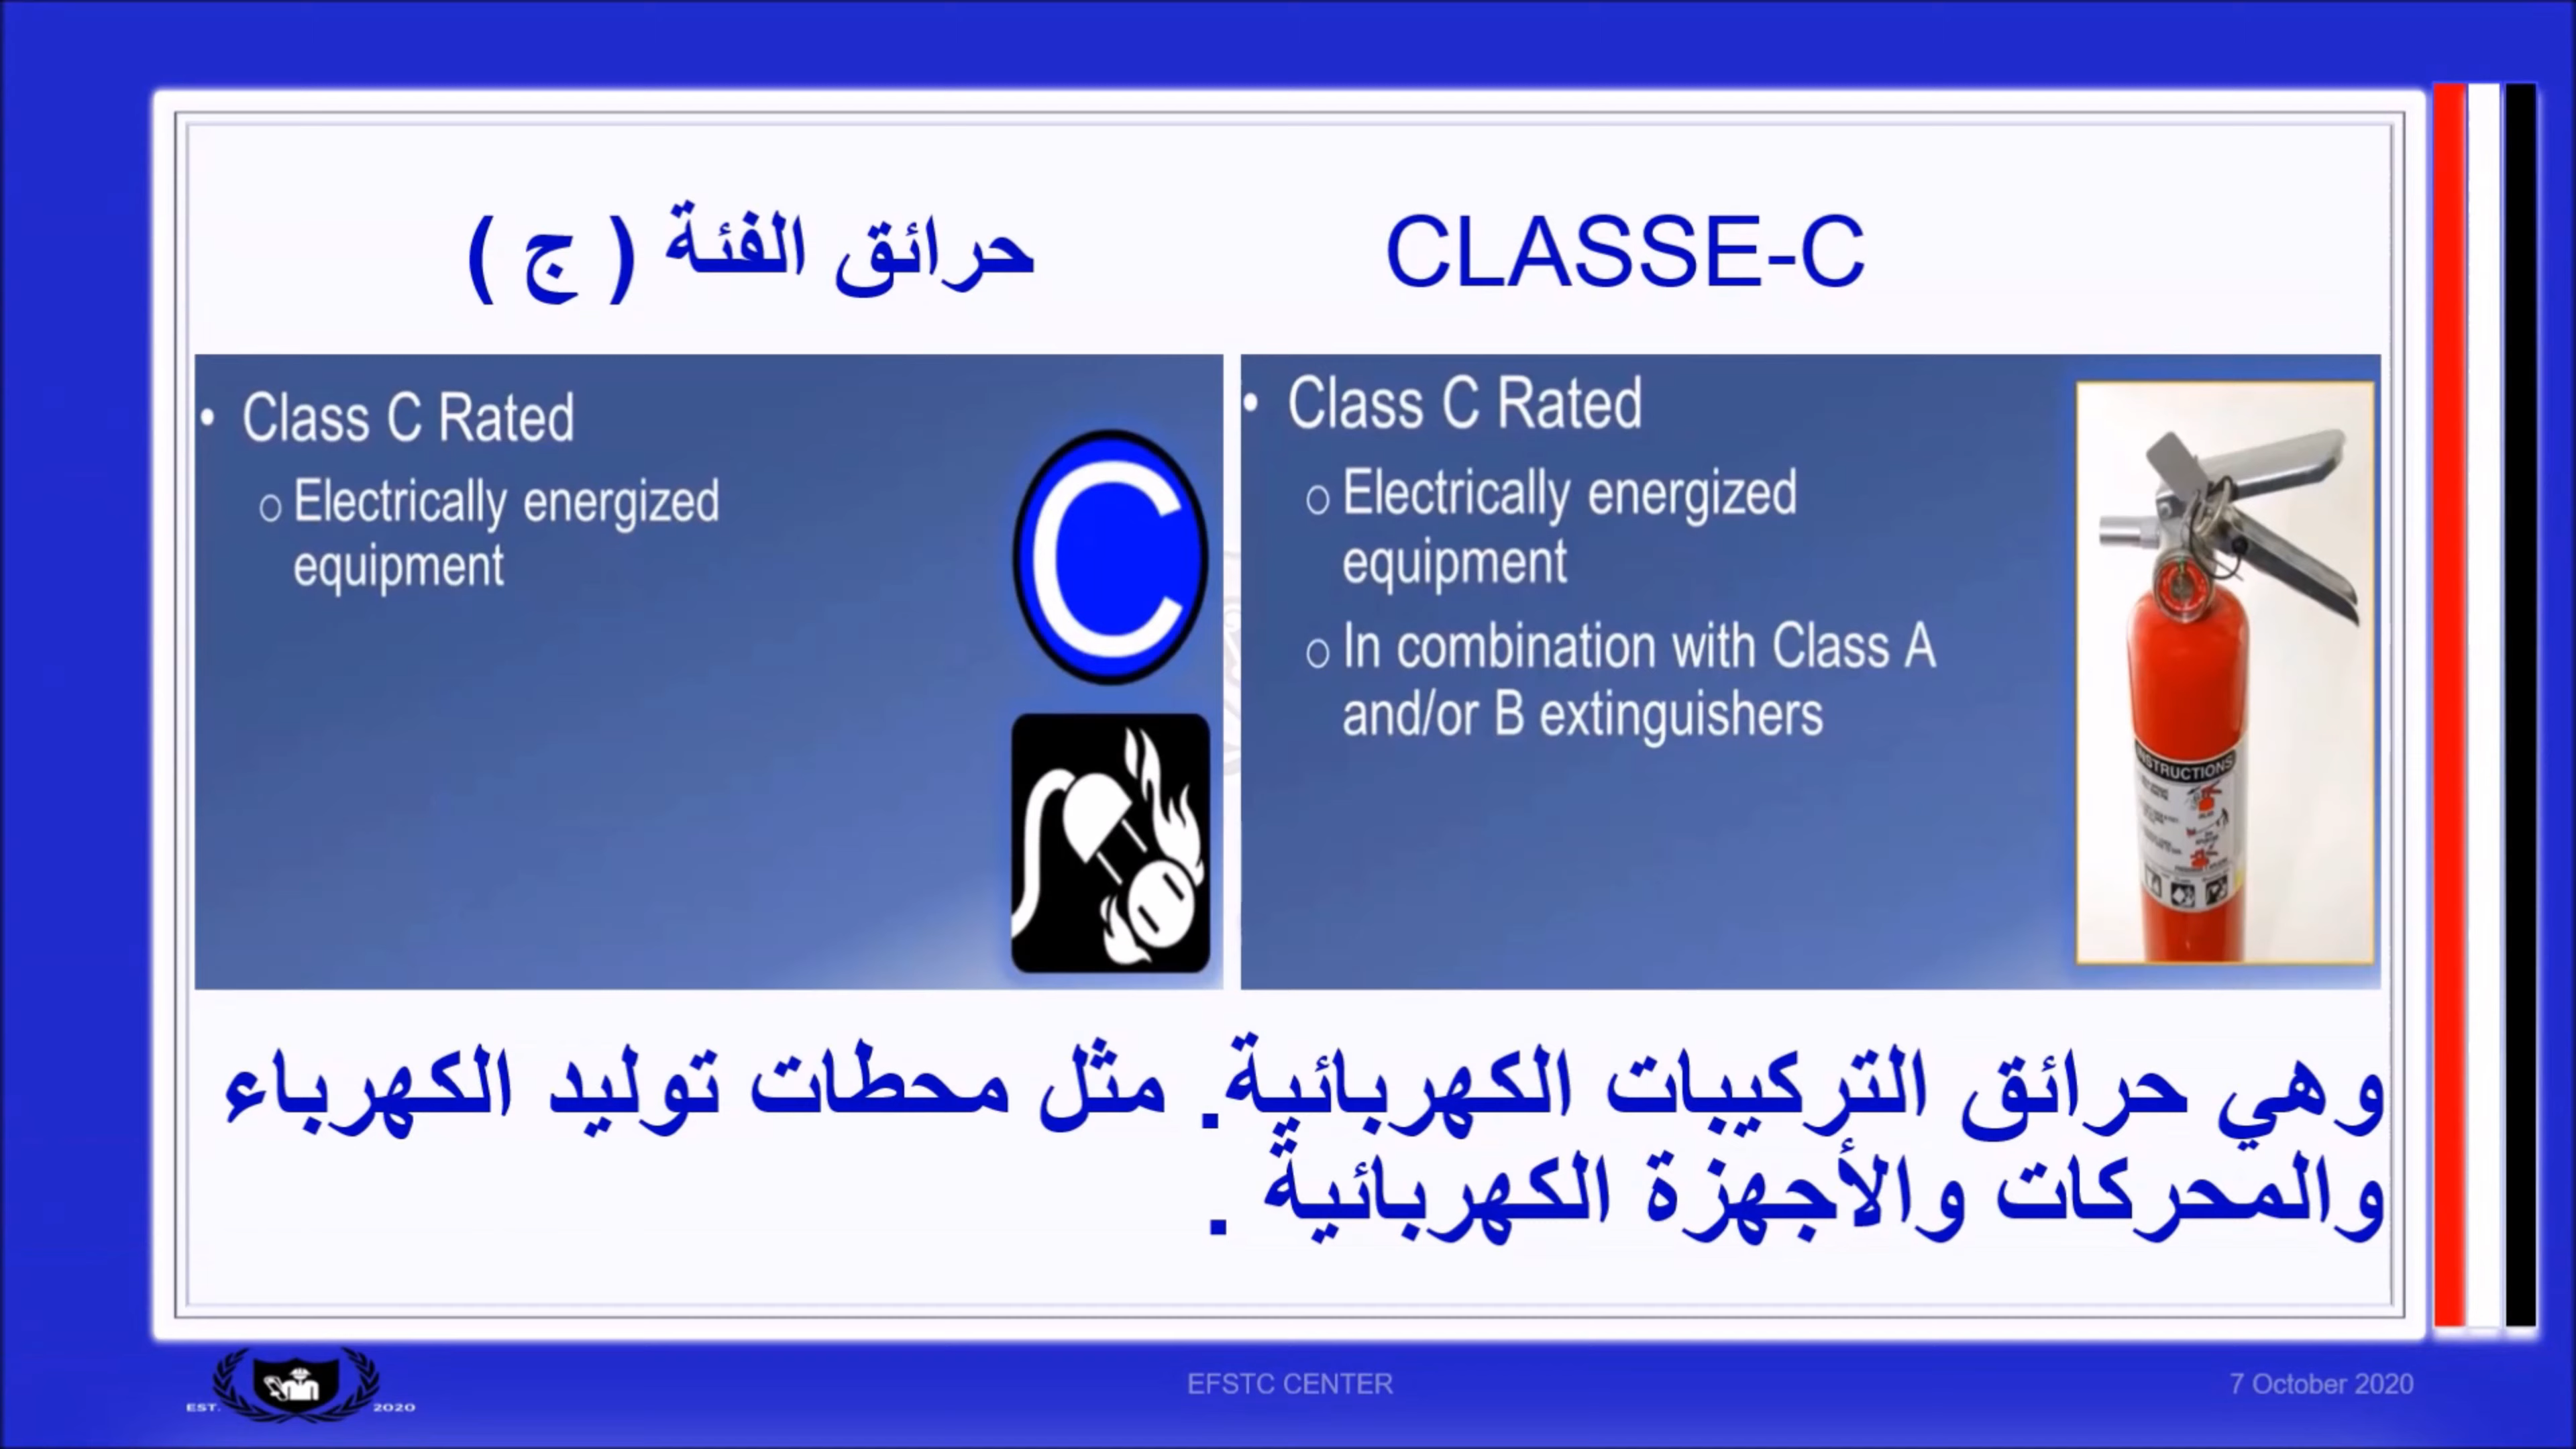 حرائق الفئة ( ج )
CLASSE-C
• Class C Rated
o Electrically energized
equipment
C
• Class C Rated
o Electrically energized
equipment
o In combination with Class A
and/or B extinguishers
INSTRUCTIONS
وهي حرائق التركيبات الكهربائية. مثل محطات توليد الكهرباء
والمحركات والأجهزة الكهربائية .
EST. 2020
EFSTC CENTER
7 October 2020